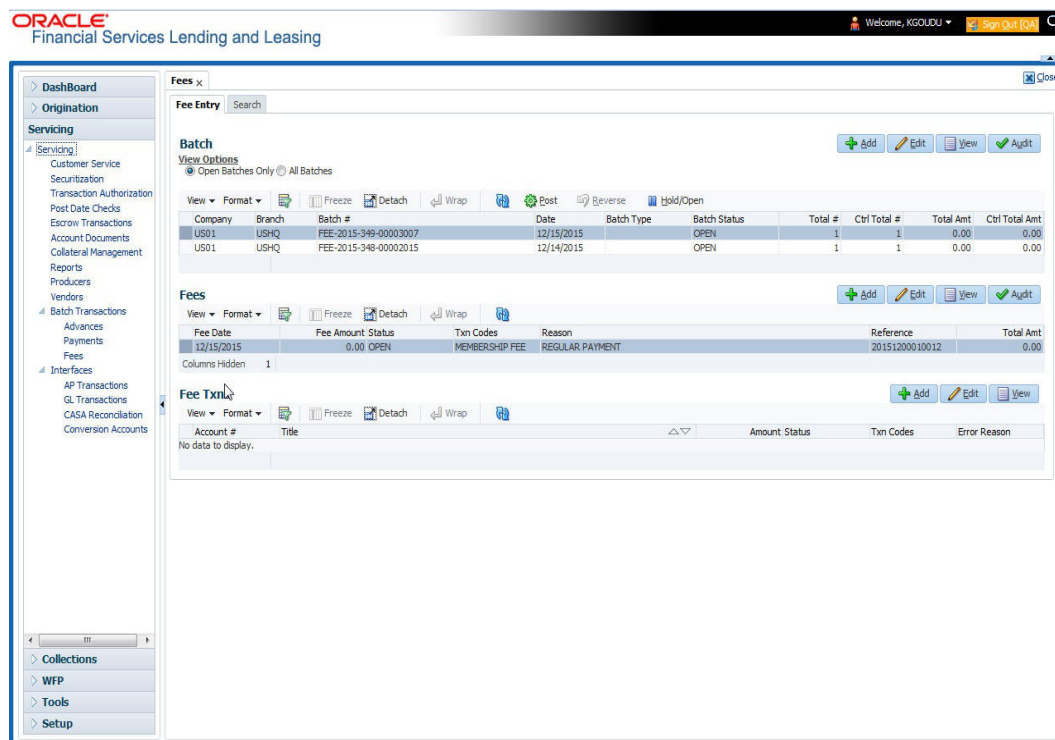 ORACLE®
Financial Services Lending and Leasing
Welcome, KGOUDU
Sign Out [QA]
DashBoard
Origination
Servicing
Servicing
Customer Service
Securitization
Transaction Authorization
Post Date Checks
Escrow Transactions
Account Documents
Collateral Management
Reports
Producers
Vendors
Batch Transactions
Advances
Payments
Fees
Interfaces
AP Transactions
GL Transactions
CASA Reconciliation
Conversion Accounts
Collections
WFP
Tools
Setup
Fees x
Close
Fee Entry Search
Batch
Add Edit View Audit
View Options
Open Batches Only All Batches
View Format Freeze Detach Wrap Post Reverse Hold/Open
Company Branch Batch # Date Batch Type Batch Status Total # Ctrl Total # Total Amt Ctrl Total Amt
US01 USHQ FEE-2015-349-00003007 12/15/2015 OPEN 1 1 0.00 0.00
US01 USHQ FEE-2015-348-00002015 12/14/2015 OPEN 1 1 0.00 0.00
Fees
Add Edit View Audit
View Format Freeze Detach Wrap
Fee Date Fee Amount Status Txn Codes Reason Reference Total Amt
12/15/2015 0.00 OPEN MEMBERSHIP FEE REGULAR PAYMENT 20151200010012 0.00
Columns Hidden 1
Fee Txn
Add Edit View
View Format Freeze Detach Wrap
Account # Title Amount Status Txn Codes Error Reason
No data to display.